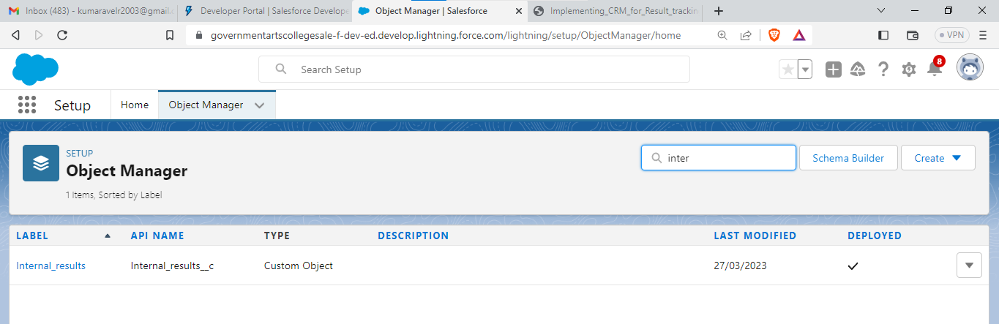 Inbox (483) - kumaravelr2003@gmail.c
Developer Portal | Salesforce Develope
Object Manager | Salesforce
Implementing_CRM_for_Result_trackin
governmentartscollegesale-f-dev-ed.develop.lightning.force.com/lightning/setup/ObjectManager/home
VPN
Search Setup
8
Setup
Home
Object Manager
SETUP
Object Manager
1 Items, Sorted by Label
inter
Schema Builder
Create
LABEL API NAME TYPE DESCRIPTION LAST MODIFIED DEPLOYED
Internal_results Internal_results__c Custom Object 27/03/2023